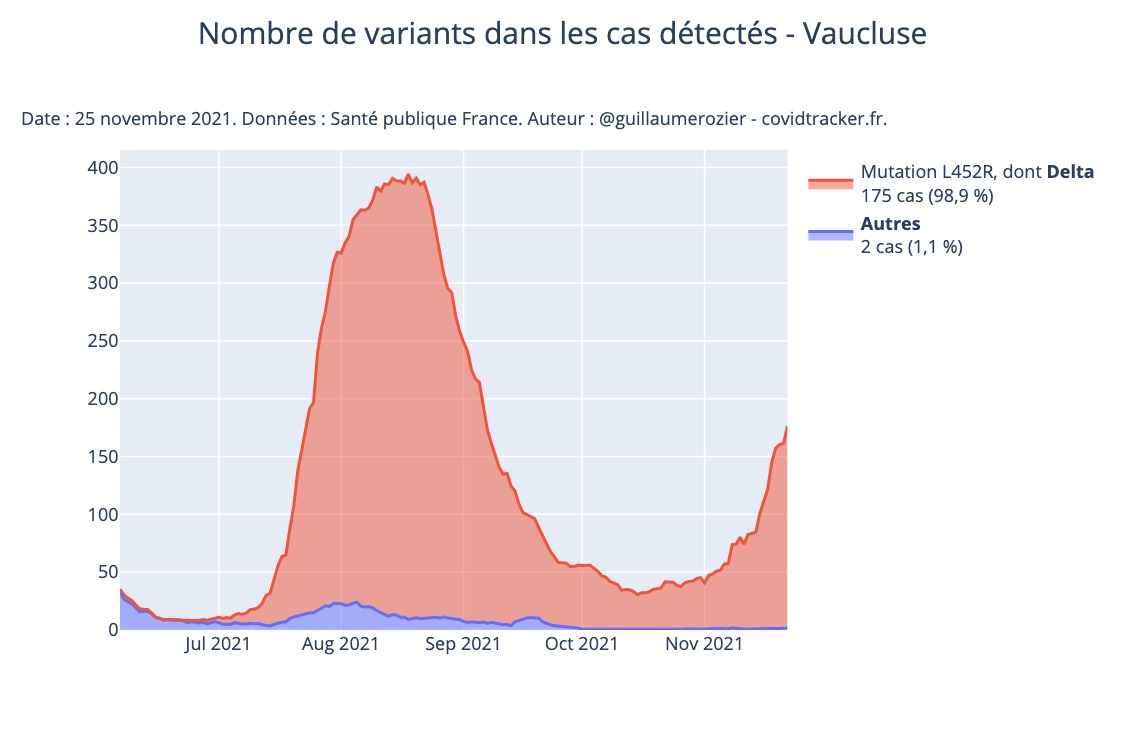 Nombre de variants dans les cas détectés - Vaucluse
Date : 25 novembre 2021. Données : Santé publique France. Auteur : @guillaumerozier - covidtracker.fr.
400
350
300
250
200
150
100
50
0
Jul 2021
Aug 2021
Sep 2021
Oct 2021
Nov 2021
Mutation L452R, dont Delta
175 cas (98,9 %)
Autres
2 cas (1,1 %)